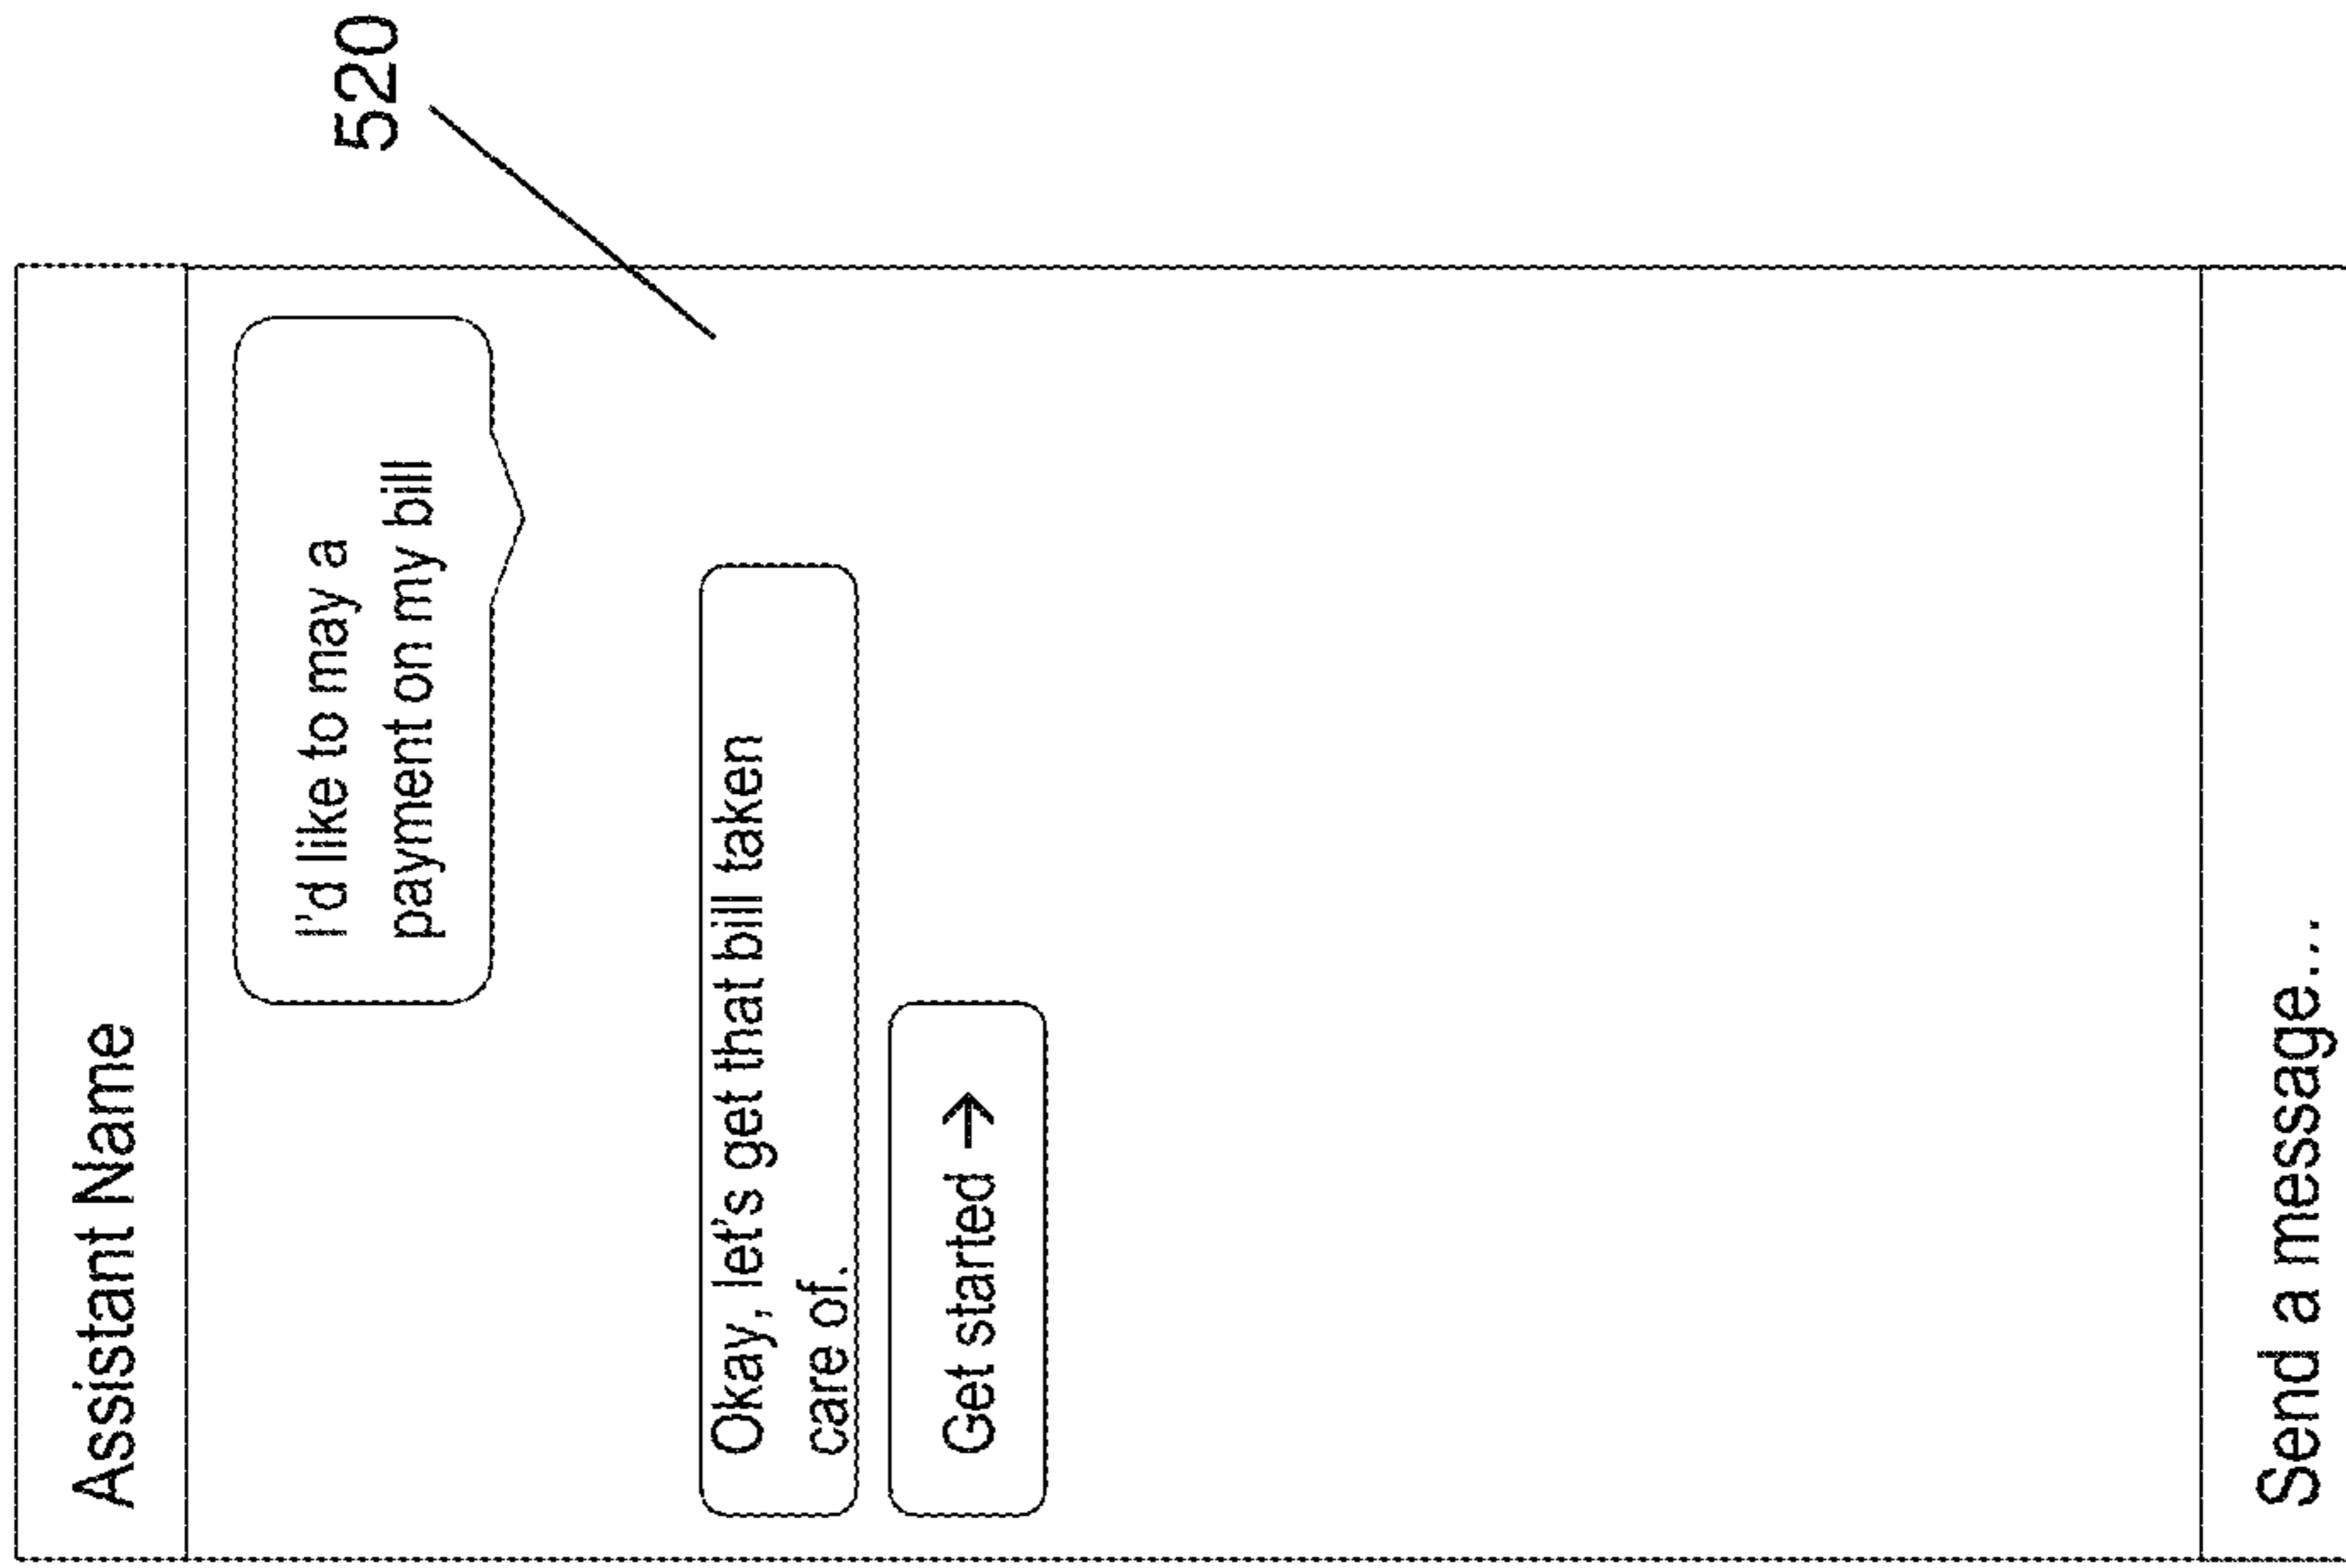 Assistant Name
520
I'd like to may a
payment on my bill
Okay, let's get that bill taken
care of.
Get started →
Send a message...